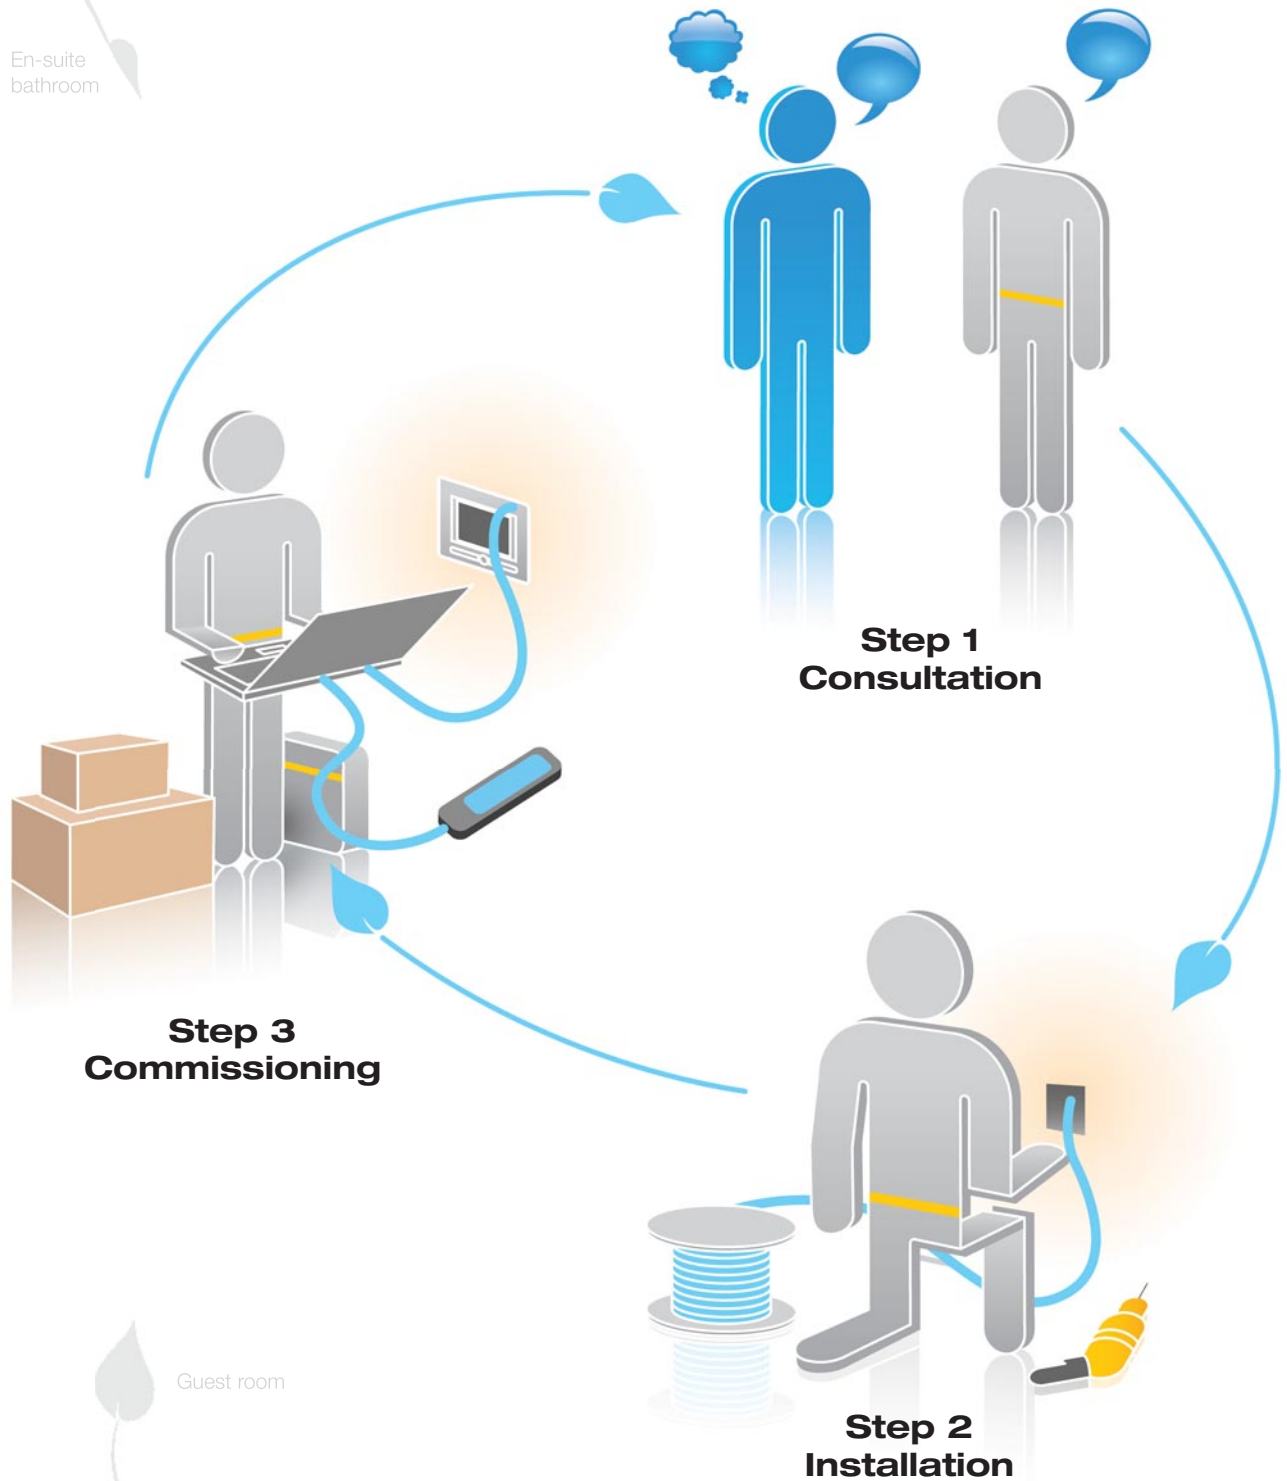 En-suite
bathroom
Step 1
Consultation
Step 3
Commissioning
Guest room
Step 2
Installation